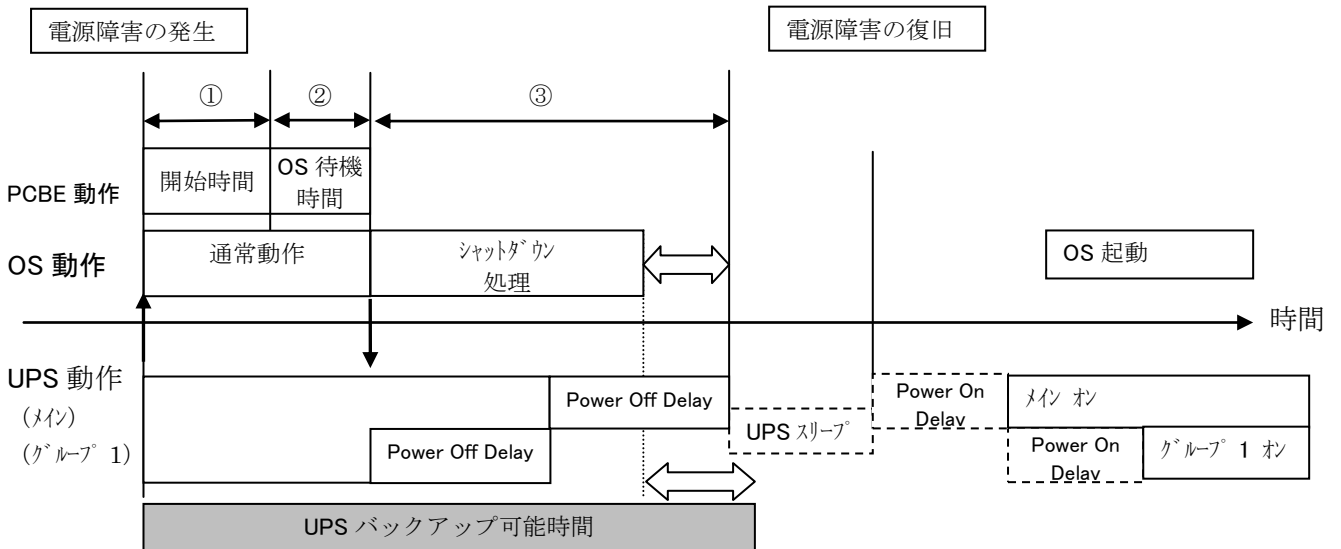 電源障害の発生
電源障害の復旧
① ② ③
PCBE 動作
開始時間
OS 待機
時間
OS 動作
通常動作
ｼｬｯﾄﾀﾞｳﾝ
処理
OS 起動
時間
UPS 動作
(ﾒｲﾝ)
(ｸﾞﾙｰﾌﾟ 1)
Power Off Delay
Power Off Delay
UPS ｽﾘｰﾌﾟ
Power On
Delay
ﾒｲﾝ ｵﾝ
Power On
Delay
ｸﾞﾙｰﾌﾟ 1 ｵﾝ
UPS バックアップ可能時間